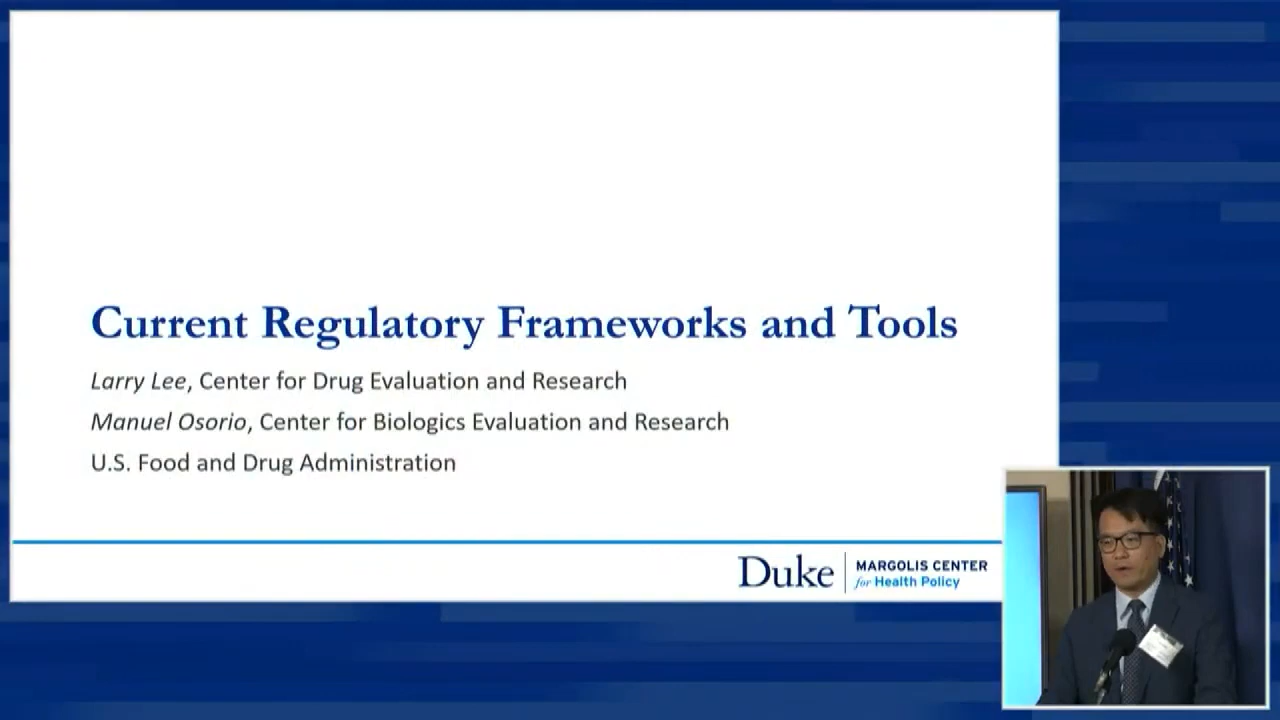 Current Regulatory Frameworks and Tools
Larry Lee, Center for Drug Evaluation and Research
Manuel Osorio, Center for Biologics Evaluation and Research
U.S. Food and Drug Administration
Duke
MARGOLIS CENTER
for Health Policy